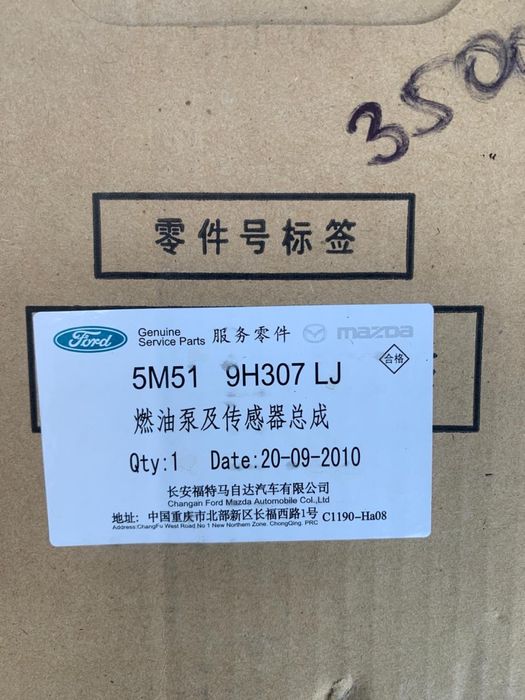 3500
零件号标签
Ford
Genuine
Service Parts
服务零件
mazda
5M51 9H307 LJ
合格
燃油泵及传感器总成
Qty:1 Date:20-09-2010
长安福特马自达汽车有限公司
Changan Ford Mazda Automobile Co.,Ltd
地址: 中国重庆市北部新区长福西路1号 C1190-Ha08
Address:ChangFu West Road No 1 New Northern Zone, ChongQing. PRC